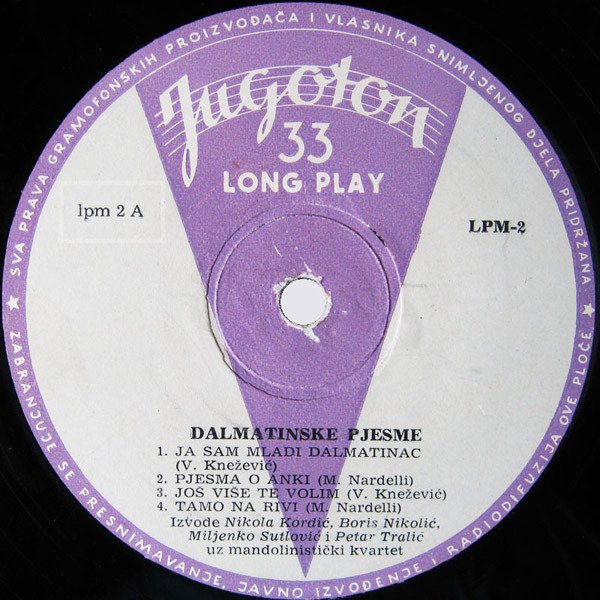 SVA PRAVA GRAMOFONSKIH PROIZVOĐAČA I VLASNIKA SNIMLJENOG DJELA PRIDRŽANA
Jugoton
33
LONG PLAY
lpm 2 A
LPM-2
DALMATINSKE PJESME
1. JA SAM MLADI DALMATINAC
(V. Knežević)
2. PJESMA O ANKI (M. Nardelli)
3. JOŠ VIŠE TE VOLIM (V. Knežević)
4. TAMO NA RIVI (M. Nardelli)
Izvode Nikola Kordić, Boris Nikolić,
Miljenko Sutlović i Petar Tralić
uz mandolinistički kvartet
★ ZABRANJUJE SE PRESNIMAVANJE, JAVNO IZVOĐENJE I RADIODIFUZIJA OVE PLOČE ★